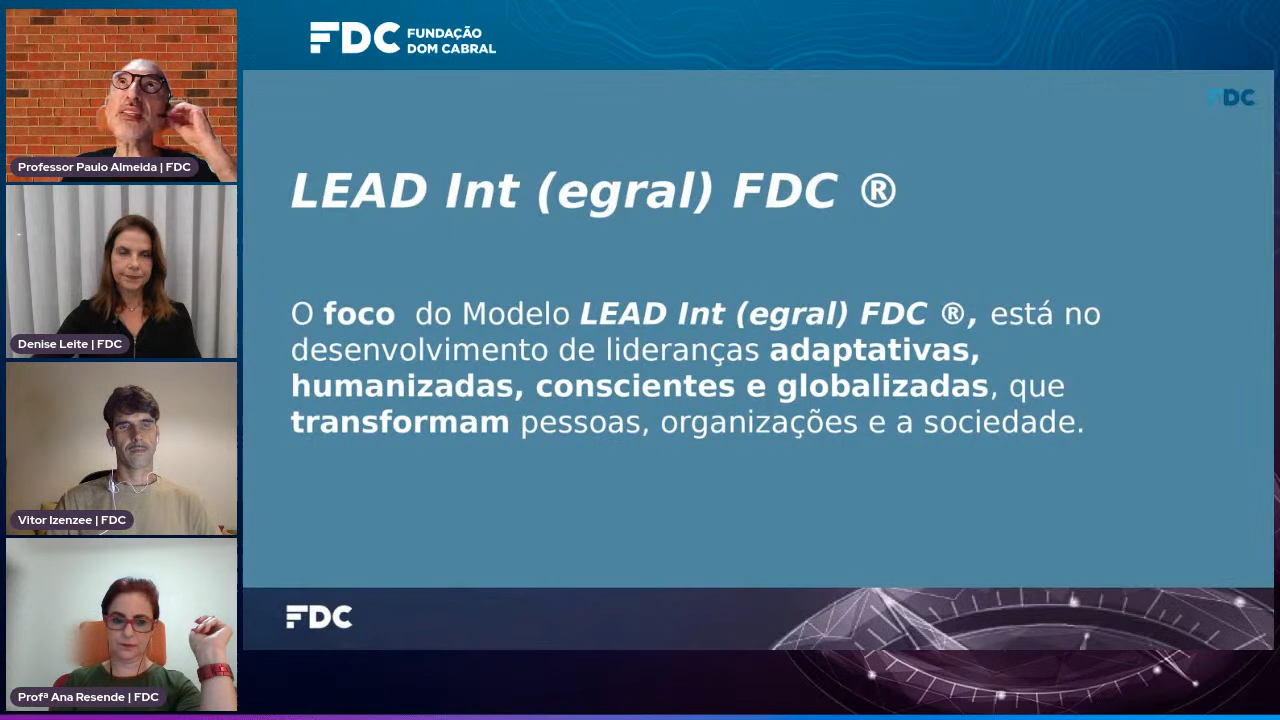 FDC FUNDAÇÃO
DOM CABRAL
FDC
LEAD Int (egral) FDC ®
O foco do Modelo LEAD Int (egral) FDC ®, está no
desenvolvimento de lideranças adaptativas,
humanizadas, conscientes e globalizadas, que
transformam pessoas, organizações e a sociedade.
FDC
Professor Paulo Almeida | FDC
Denise Leite | FDC
Vitor Izenzee | FDC
Profª Ana Resende | FDC